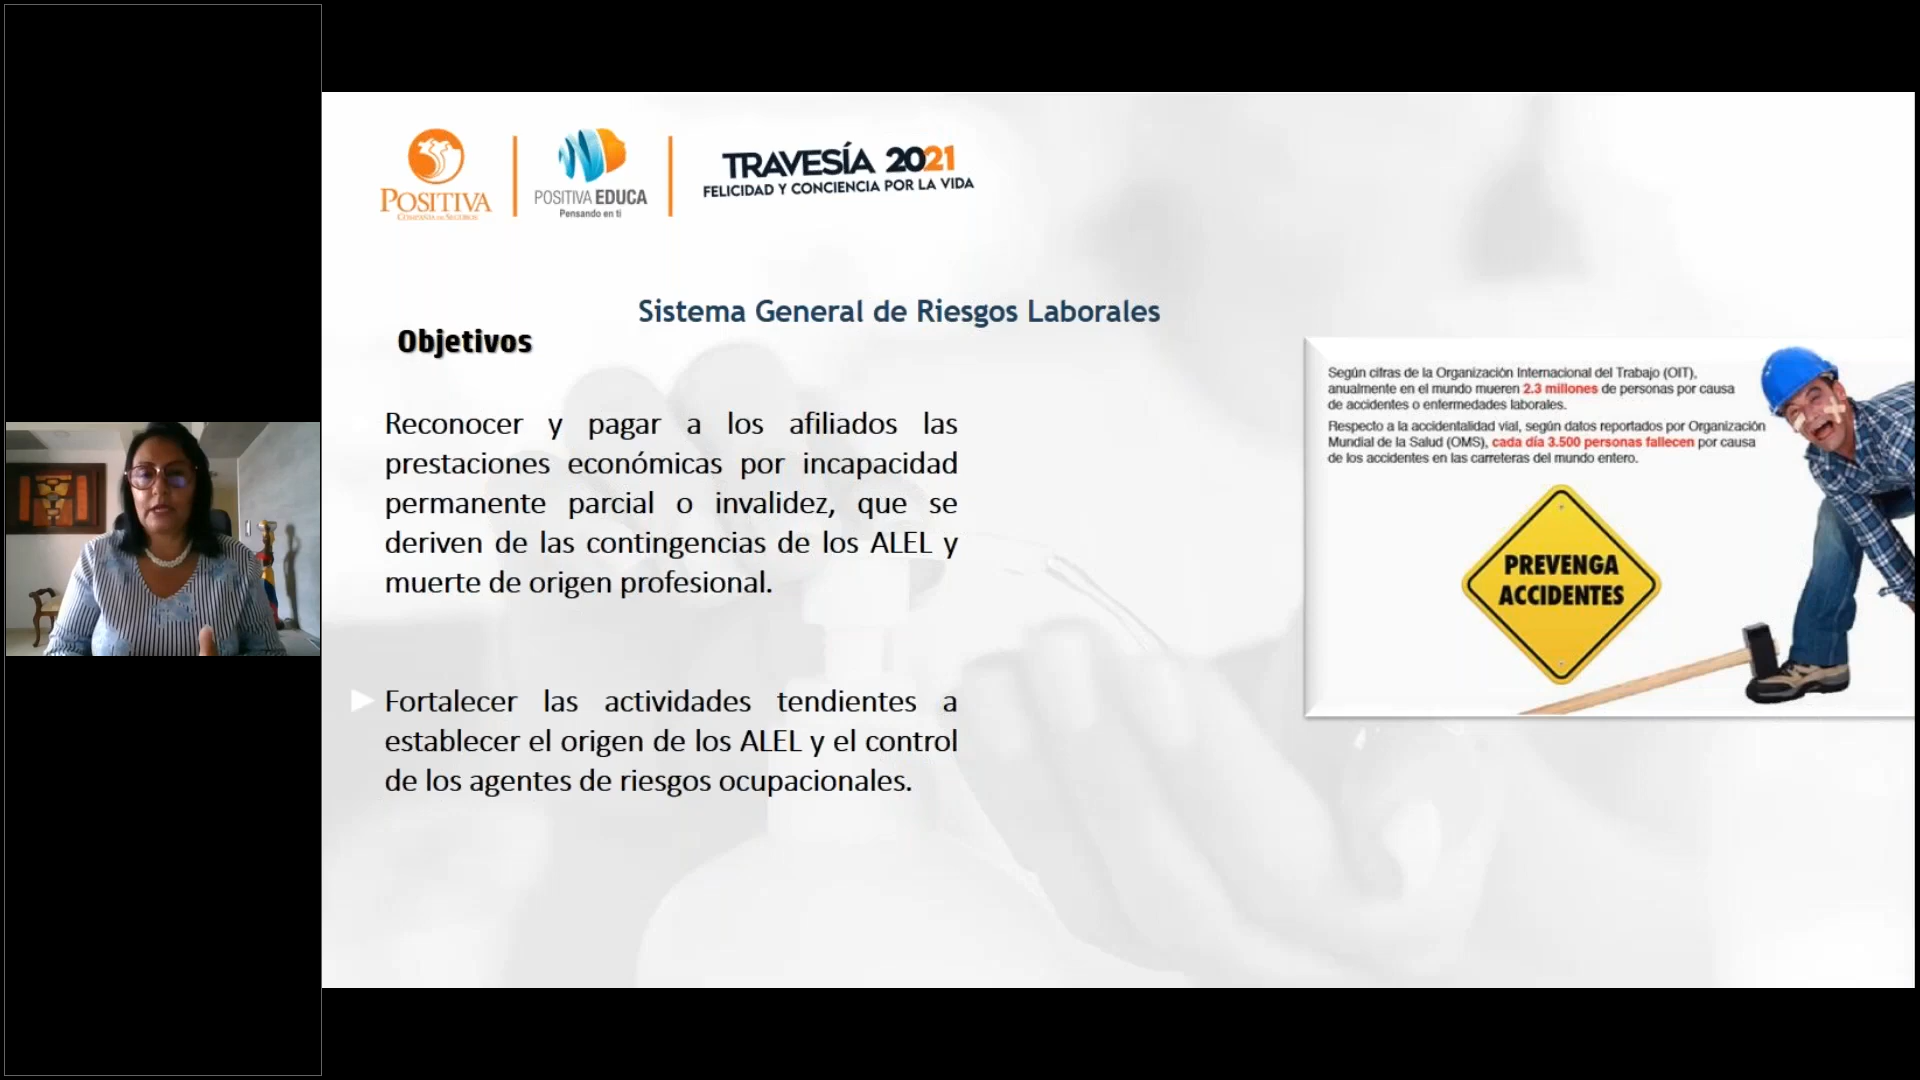 POSITIVA
COMPAÑÍA DE SEGUROS
POSITIVA EDUCA
Pensando en ti
TRAVESÍA 2021
FELICIDAD Y CONCIENCIA POR LA VIDA
Sistema General de Riesgos Laborales
Objetivos
Reconocer y pagar a los afiliados las
prestaciones económicas por incapacidad
permanente parcial o invalidez, que se
deriven de las contingencias de los ALEL y
muerte de origen profesional.
Fortalecer las actividades tendientes a
establecer el origen de los ALEL y el control
de los agentes de riesgos ocupacionales.
Según cifras de la Organización Internacional del Trabajo (OIT),
anualmente en el mundo mueren 2.3 millones de personas por causa
de accidentes o enfermedades laborales.
Respecto a la accidentalidad vial, según datos reportados por Organización
Mundial de la Salud (OMS), cada día 3.500 personas fallecen por causa
de los accidentes en las carreteras del mundo entero.
PREVENGA
ACCIDENTES